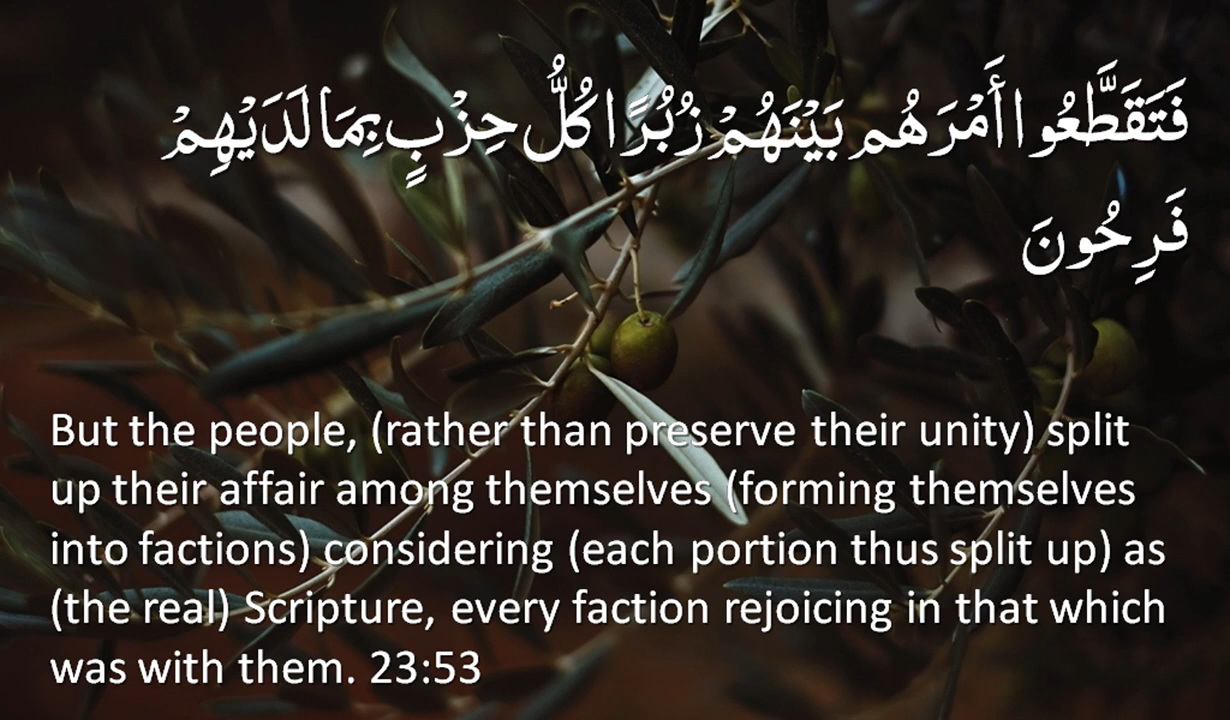 فَتَقَطَّعُوا أَمْرَهُم بَيْنَهُمْ زُبُرًا كُلُّ حِزْبٍ بِمَا لَدَيْهِمْ
فَرِحُونَ
But the people, (rather than preserve their unity) split
up their affair among themselves (forming themselves
into factions) considering (each portion thus split up) as
(the real) Scripture, every faction rejoicing in that which
was with them. 23:53